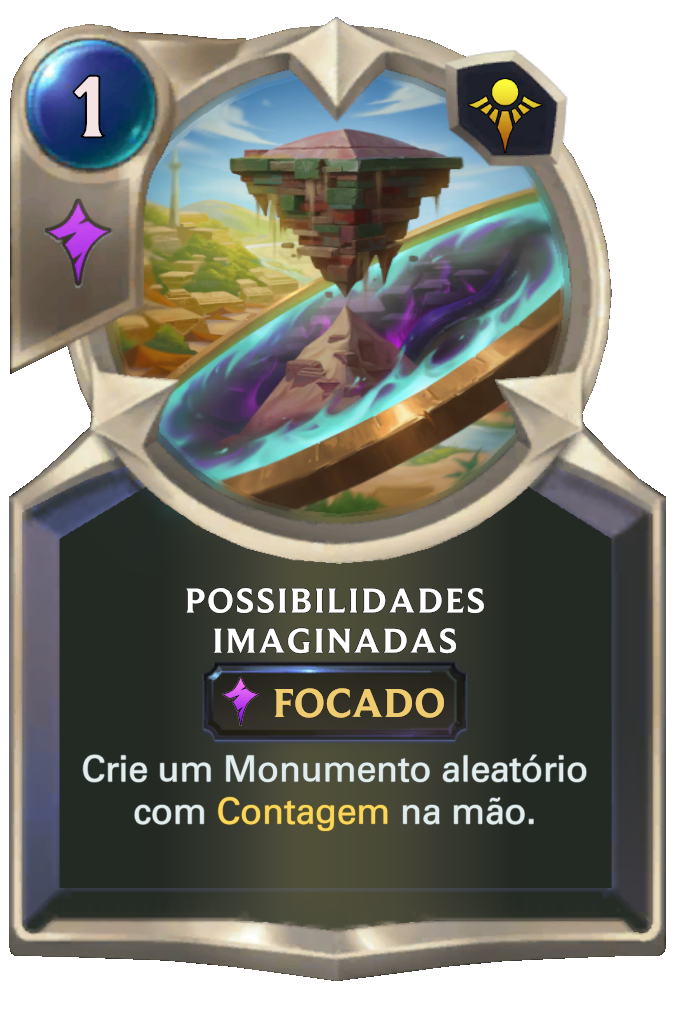 1
POSSIBILIDADES
IMAGINADAS
FOCADO
Crie um Monumento aleatório
com Contagem na mão.